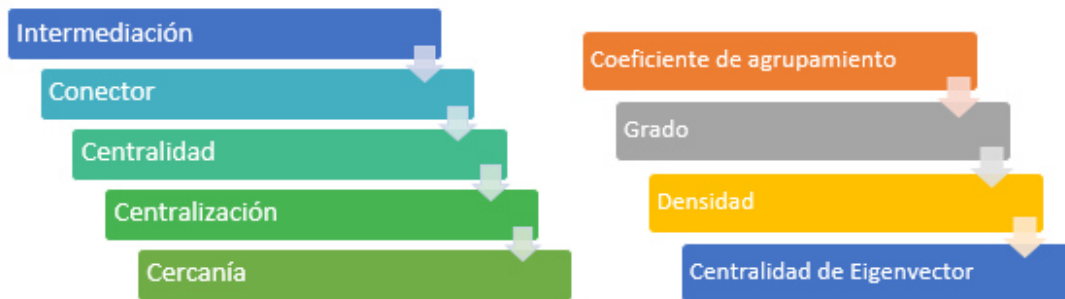 Intermediación
Conector
Centralidad
Centralización
Cercanía
Coeficiente de agrupamiento
Grado
Densidad
Centralidad de Eigenvector